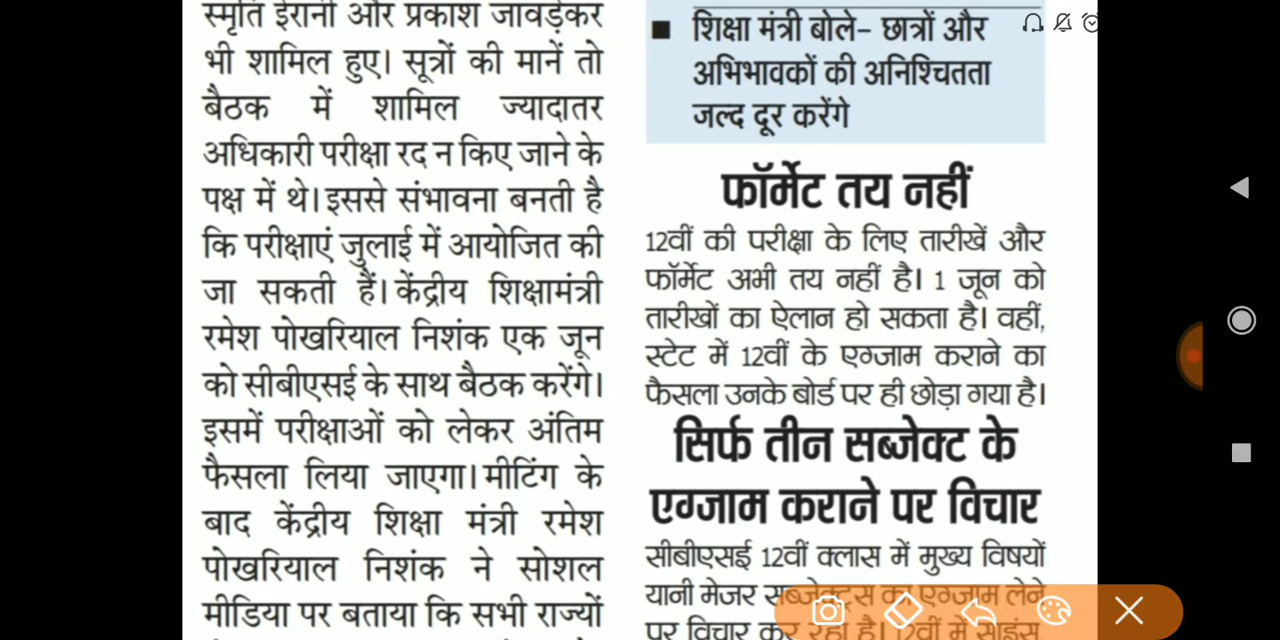 स्मृति ईरानी और प्रकाश जावड़ेकर
भी शामिल हुए। सूत्रों की मानें तो
बैठक में शामिल ज्यादातर
अधिकारी परीक्षा रद न किए जाने के
पक्ष में थे। इससे संभावना बनती है
कि परीक्षाएं जुलाई में आयोजित की
जा सकती हैं। केंद्रीय शिक्षामंत्री
रमेश पोखरियाल निशंक एक जून
को सीबीएसई के साथ बैठक करेंगे।
इसमें परीक्षाओं को लेकर अंतिम
फैसला लिया जाएगा। मीटिंग के
बाद केंद्रीय शिक्षा मंत्री रमेश
पोखरियाल निशंक ने सोशल
मीडिया पर बताया कि सभी राज्यों
■ शिक्षा मंत्री बोले– छात्रों और
अभिभावकों की अनिश्चितता
जल्द दूर करेंगे
फॉर्मेट तय नहीं
12वीं की परीक्षा के लिए तारीखें और
फॉर्मेट अभी तय नहीं है। 1 जून को
तारीखों का ऐलान हो सकता है। वहीं,
स्टेट में 12वीं के एग्जाम कराने का
फैसला उनके बोर्ड पर ही छोड़ा गया है।
सिर्फ तीन सब्जेक्ट के
एग्जाम कराने पर विचार
सीबीएसई 12वीं क्लास में मुख्य विषयों
यानी मेजर सब्जेक्ट्स का एग्जाम लेने
पर विचार कर रहा है। 12वीं में साइंस